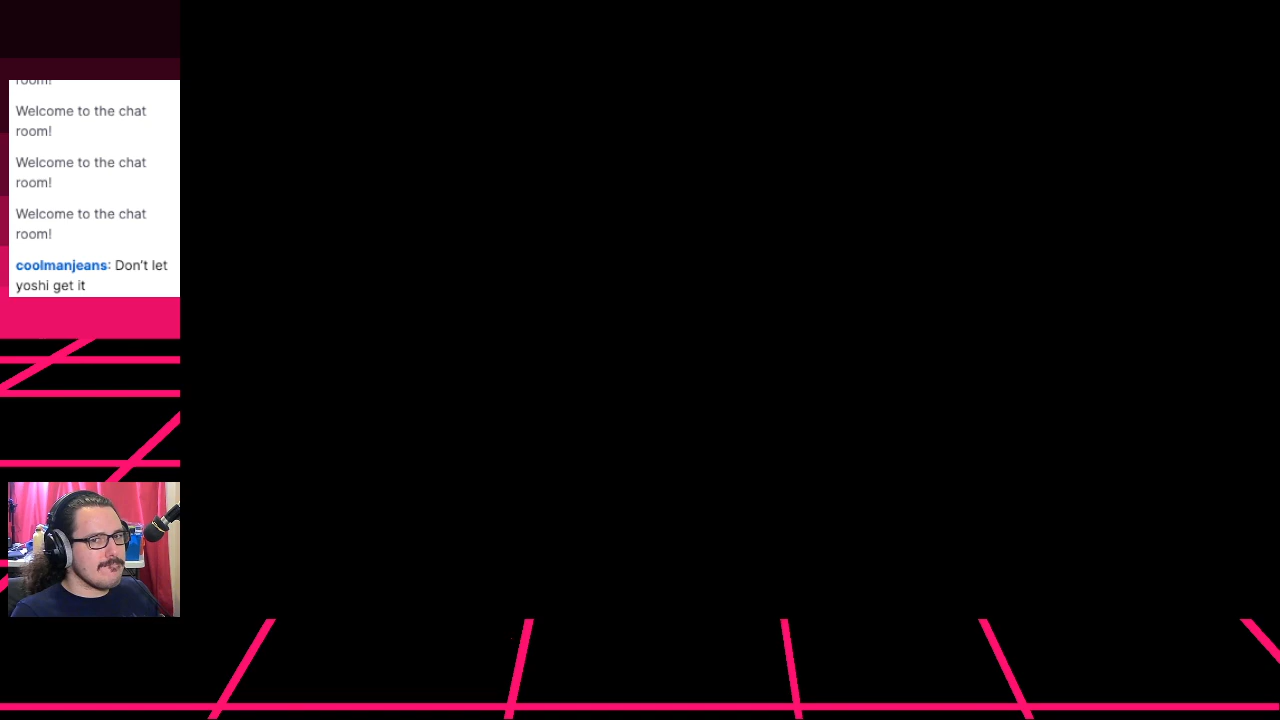 room!
Welcome to the chat
room!
Welcome to the chat
room!
Welcome to the chat
room!
coolmanjeans: Don't let
yoshi get it